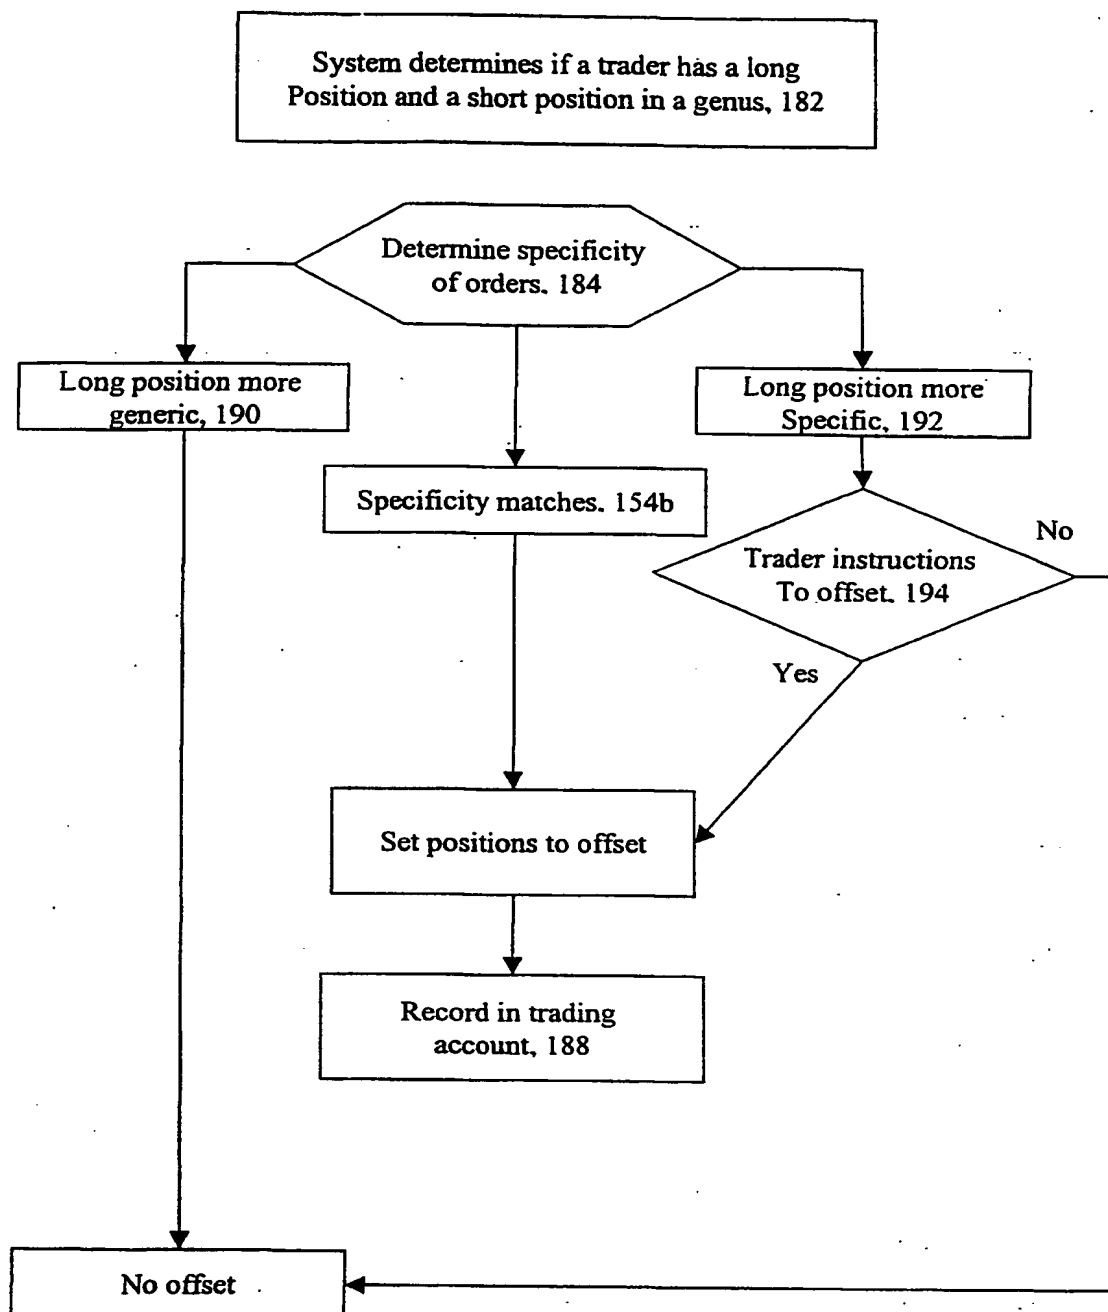 System determines if a trader has a long
Position and a short position in a genus, 182
Determine specificity
of orders. 184
Long position more
generic, 190
Long position more
Specific, 192
Specificity matches. 154b
No
Trader instructions
To offset. 194
Yes
Set positions to offset
Record in trading
account, 188
No offset